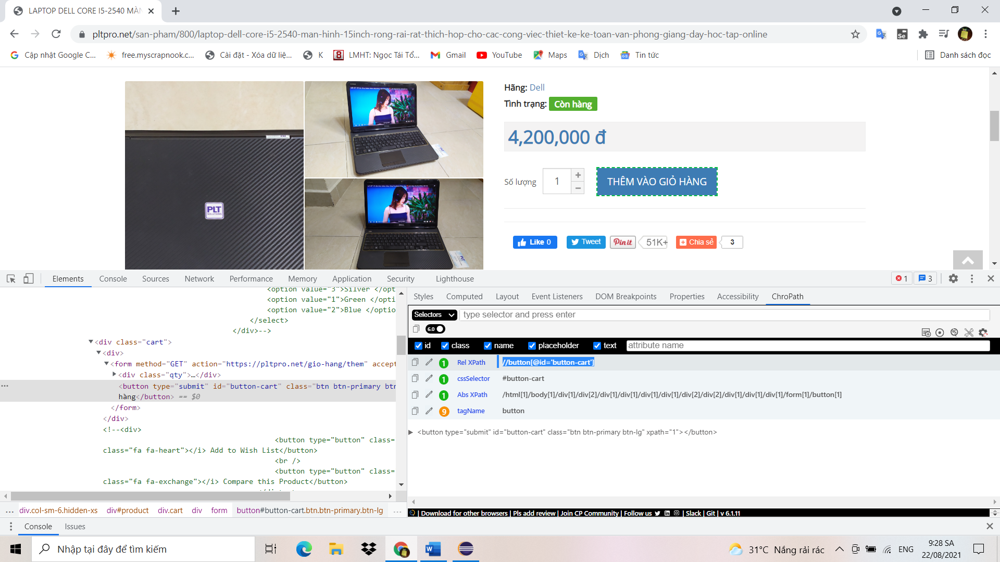 LAPTOP DELL CORE I5-2540 MÀN
pltpro.net/san-pham/800/laptop-dell-core-i5-2540-man-hinh-15inch-rong-rai-rat-thich-hop-cho-cac-cong-viec-thiet-ke-ke-toan-van-phong-giang-day-hoc-tap-online
Cập nhật Google C... free.myscrapnook.c... Cài đặt - Xóa dữ liệ... K LMHT: Ngọc Tái Tổ... Gmail YouTube Maps Dịch Tin tức Danh sách đọc
Hãng: Dell
Tình trạng: Còn hàng
4,200,000 đ
Số lượng 1 + − THÊM VÀO GIỎ HÀNG
PLT
SOLUTIONS
DELL
Like 0 Tweet Pin it 51K+ Chia sẻ 3
Elements Console Sources Network Performance Memory Application Security Lighthouse 1 3
<option value="3">Silver </opt
<option value="1">Green </opti
<option value="2">Blue </option
</select>
</div>-->
<div class="cart">
<div>
<form method="GET" action="https://pltpro.net/gio-hang/them" accept
<div class="qty">…</div>
<button type="submit" id="button-cart" class="btn btn-primary btn
hàng</button> == $0
</form>
</div>
<!--<div>
<button type="button" class=
class="fa fa-heart"></i> Add to Wish List</button>
<br />
<button type="button" class=
class="fa fa-exchange"></i> Compare this Product</button>
... div.col-sm-6.hidden-xs div#product div.cart div form button#button-cart.btn.btn-primary.btn-lg ...
Styles Computed Layout Event Listeners DOM Breakpoints Properties Accessibility ChroPath
Selectors type selector and press enter
6.0
id class name placeholder text attribute name
1 Rel XPath //button[@id='button-cart']
1 cssSelector #button-cart
1 Abs XPath /html[1]/body[1]/div[1]/div[2]/div[1]/div[1]/div[1]/div[1]/div[2]/div[2]/div[1]/div[1]/div[1]/form[1]/button[1]
9 tagName button
<button type="submit" id="button-cart" class="btn btn-primary btn-lg" xpath="1"></button>
| Download for other browsers | Pls add review | Join CP Community | Follow us | Slack | Git | v 6.1.11
Console Issues
Nhập tại đây để tìm kiếm
31°C Nắng rải rác ENG
9:28 SA
22/08/2021